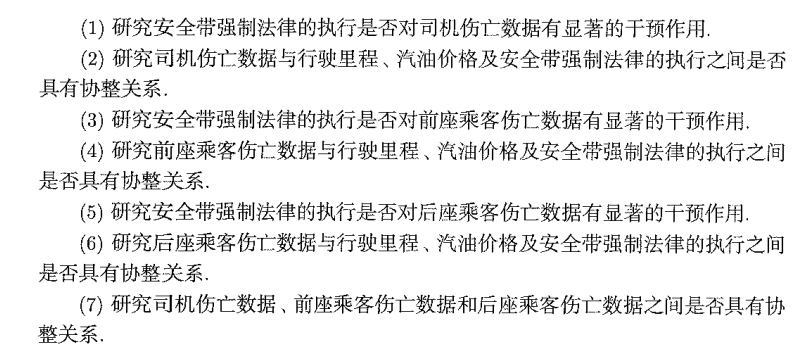 (1) 研究安全带强制法律的执行是否对司机伤亡数据有显著的干预作用.
(2) 研究司机伤亡数据与行驶里程、汽油价格及安全带强制法律的执行之间是否
具有协整关系.
(3) 研究安全带强制法律的执行是否对前座乘客伤亡数据有显著的干预作用.
(4) 研究前座乘客伤亡数据与行驶里程、汽油价格及安全带强制法律的执行之间
是否具有协整关系.
(5) 研究安全带强制法律的执行是否对后座乘客伤亡数据有显著的干预作用.
(6) 研究后座乘客伤亡数据与行驶里程、汽油价格及安全带强制法律的执行之间
是否具有协整关系.
(7) 研究司机伤亡数据、前座乘客伤亡数据和后座乘客伤亡数据之间是否具有协
整关系.